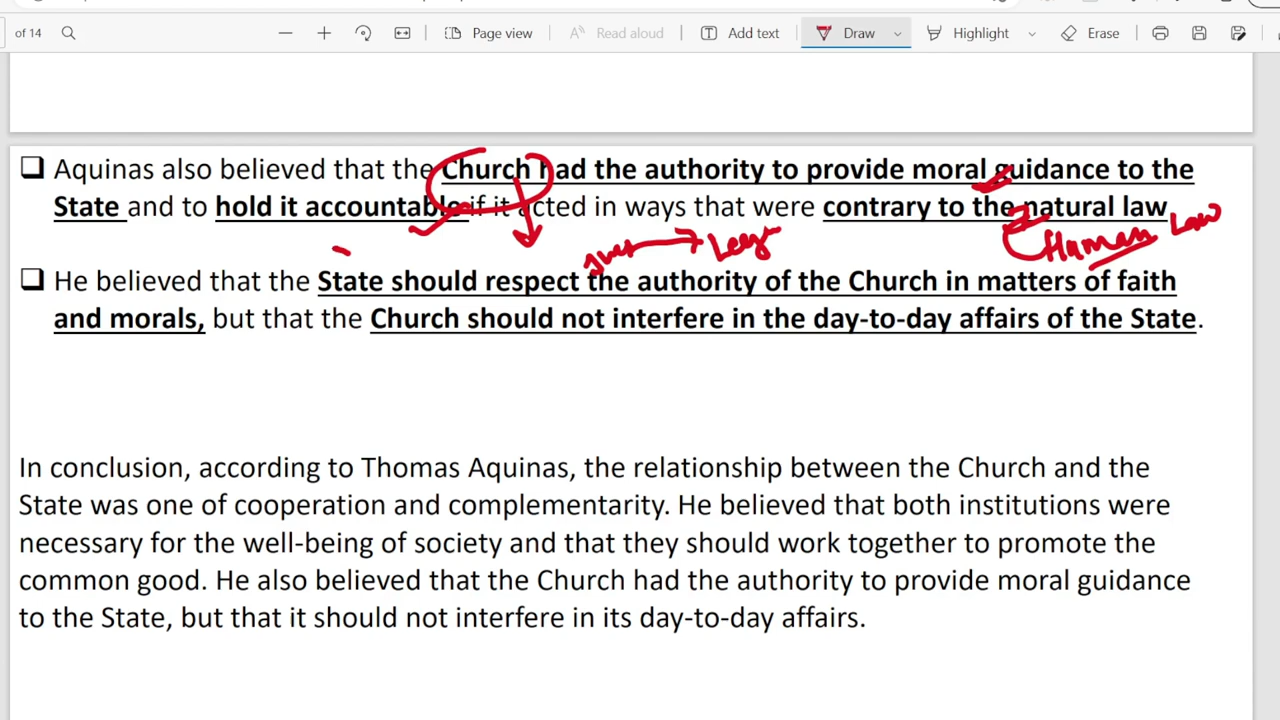 of 14 Page view Read aloud Add text Draw Highlight Erase
Aquinas also believed that the Church had the authority to provide moral guidance to the
State and to hold it accountable if it acted in ways that were contrary to the natural law
Human Law
He believed that the State should respect the authority of the Church in matters of faith
and morals, but that the Church should not interfere in the day-to-day affairs of the State.
In conclusion, according to Thomas Aquinas, the relationship between the Church and the
State was one of cooperation and complementarity. He believed that both institutions were
necessary for the well-being of society and that they should work together to promote the
common good. He also believed that the Church had the authority to provide moral guidance
to the State, but that it should not interfere in its day-to-day affairs.